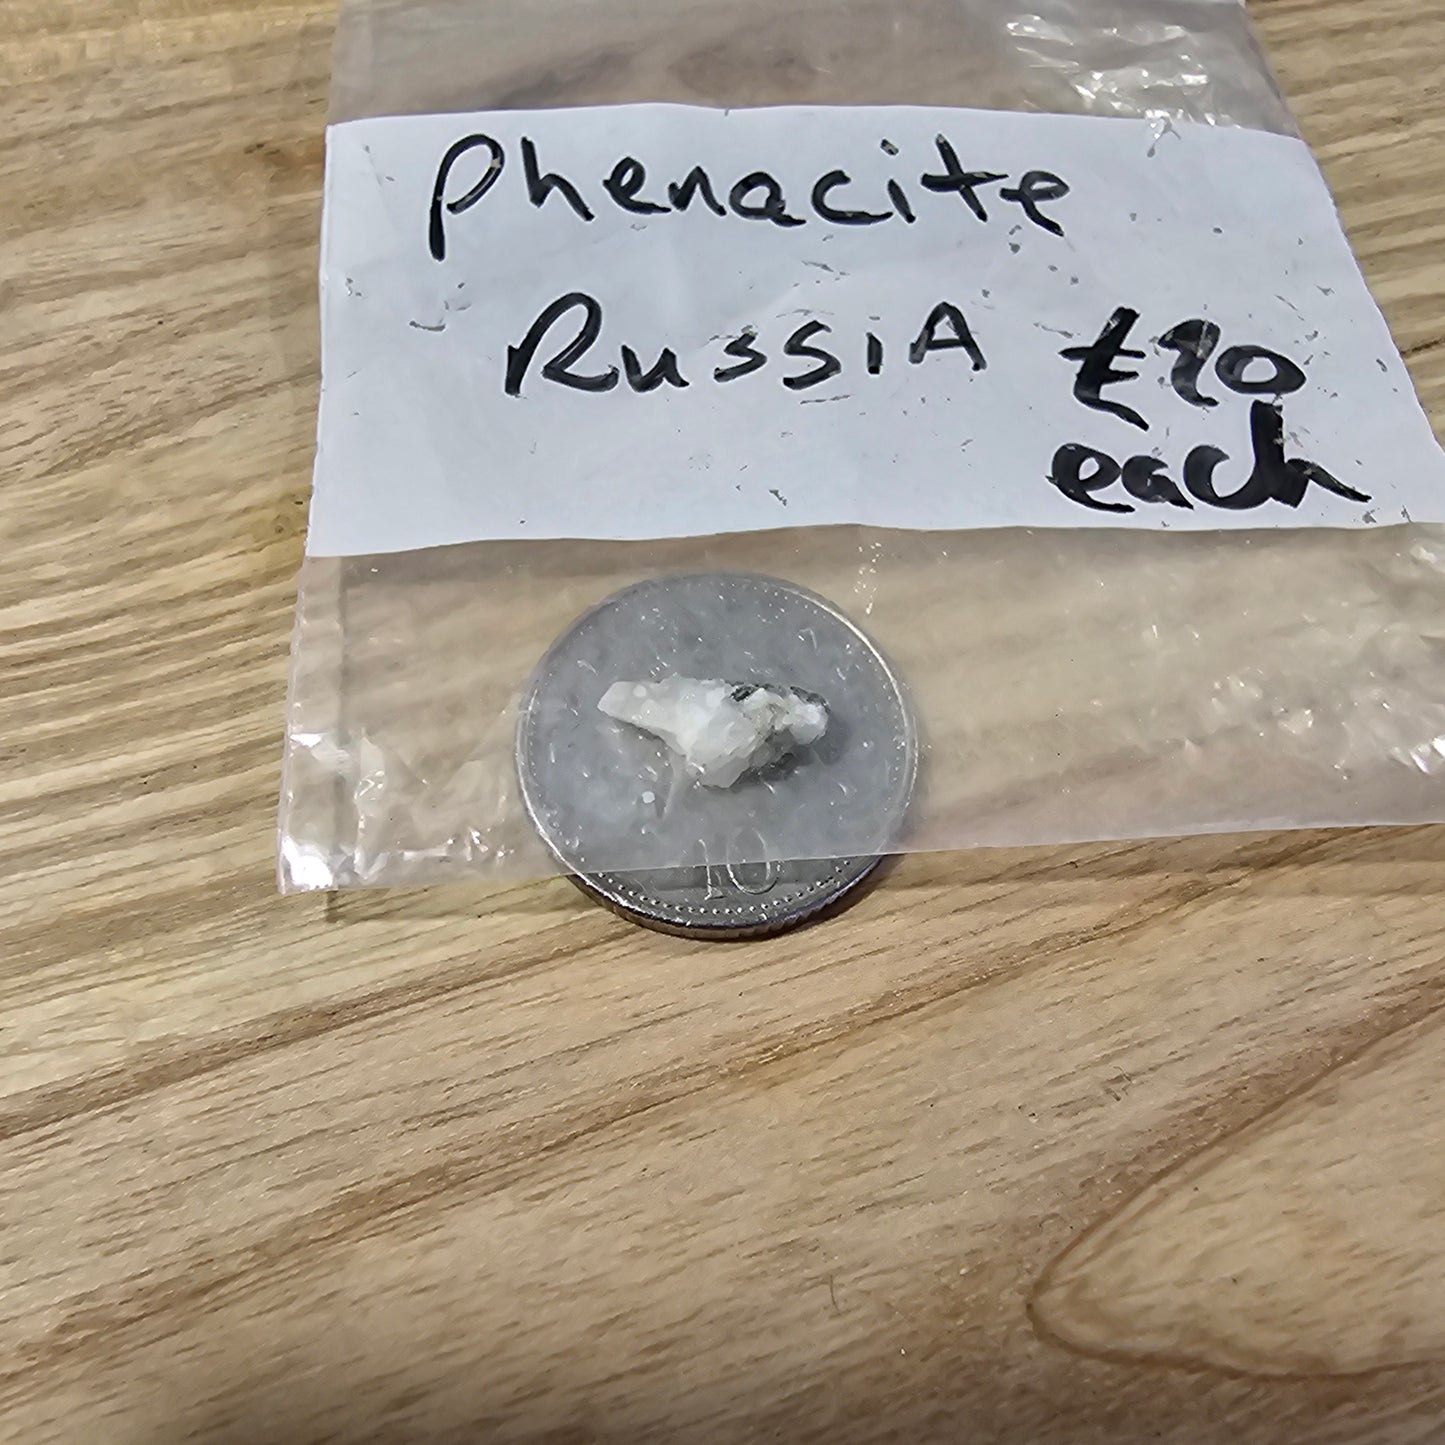 Phenacite
RussiA £20
each
10